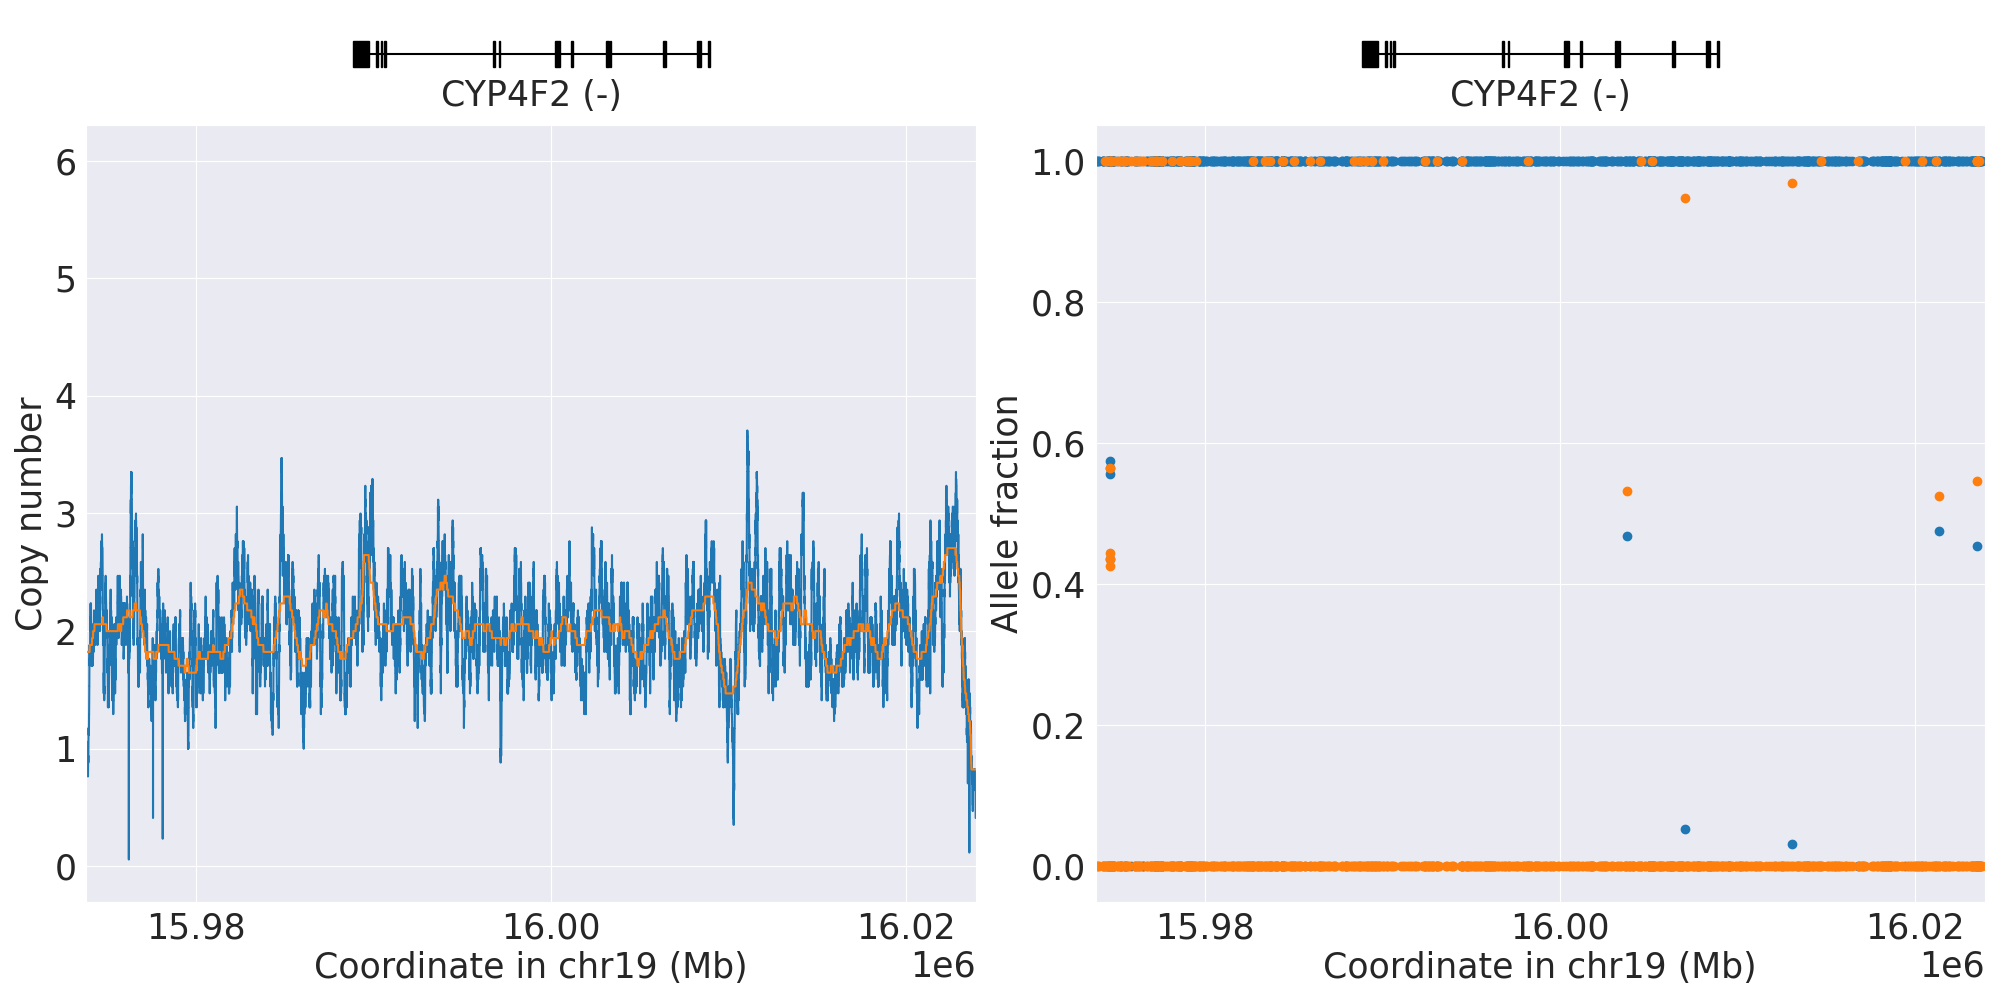 CYP4F2 (-)
6
5
4
3
2
1
0
Copy number
15.98
16.00
16.02
Coordinate in chr19 (Mb)
1e6
CYP4F2 (-)
1.0
0.8
0.6
0.4
0.2
0.0
Allele fraction
15.98
16.00
16.02
Coordinate in chr19 (Mb)
1e6